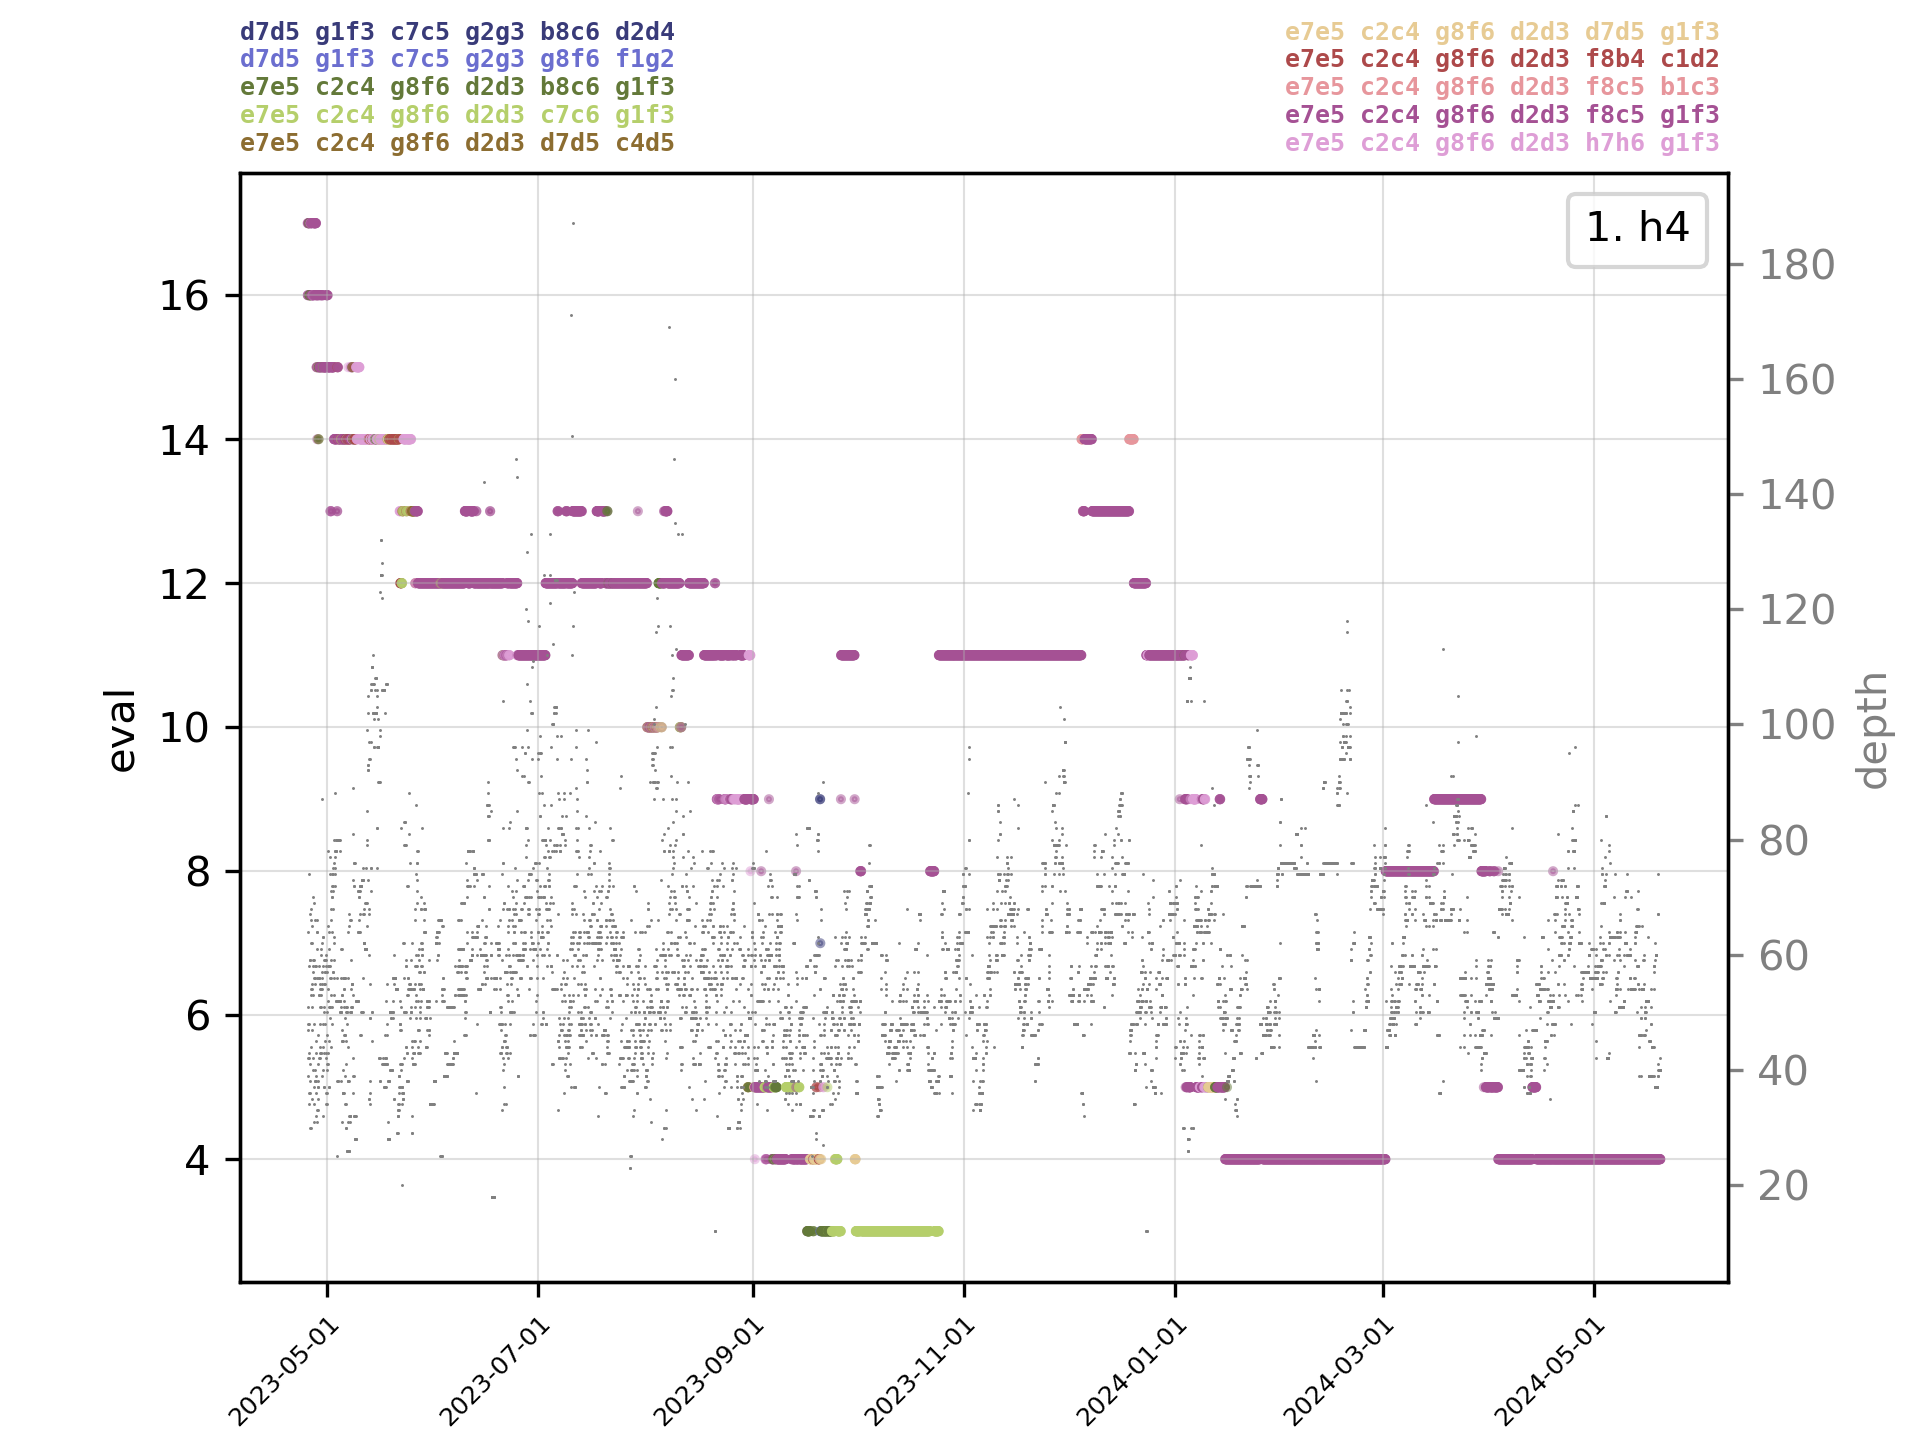 d7d5 g1f3 c7c5 g2g3 b8c6 d2d4
d7d5 g1f3 c7c5 g2g3 g8f6 f1g2
e7e5 c2c4 g8f6 d2d3 b8c6 g1f3
e7e5 c2c4 g8f6 d2d3 c7c6 g1f3
e7e5 c2c4 g8f6 d2d3 d7d5 c4d5
e7e5 c2c4 g8f6 d2d3 d7d5 g1f3
e7e5 c2c4 g8f6 d2d3 f8b4 c1d2
e7e5 c2c4 g8f6 d2d3 f8c5 b1c3
e7e5 c2c4 g8f6 d2d3 f8c5 g1f3
e7e5 c2c4 g8f6 d2d3 h7h6 g1f3
1. h4
eval
16
14
12
10
8
6
4
depth
180
160
140
120
100
80
60
40
20
2023-05-01
2023-07-01
2023-09-01
2023-11-01
2024-01-01
2024-03-01
2024-05-01